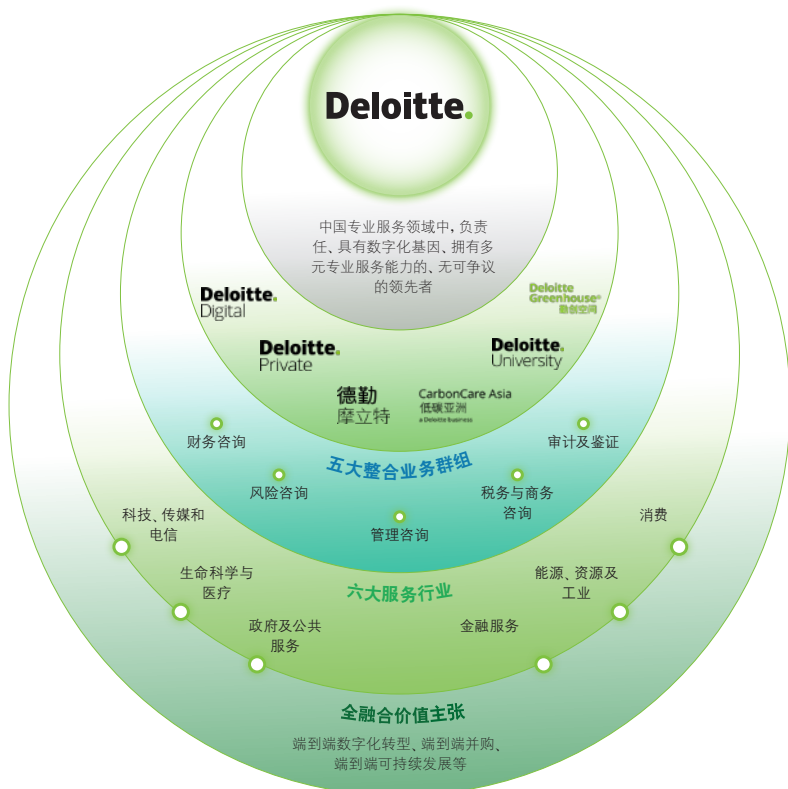 Deloitte.
中国专业服务领域中，负责
任、具有数字化基因、拥有多
元专业服务能力的、无可争议
的领先者
Deloitte.
Digital
Deloitte
Greenhouse®
融创空间
Deloitte.
Private
Deloitte.
University
德勤
摩立特
CarbonCare Asia
低碳亚洲
a Deloitte business
财务咨询
审计及鉴证
五大整合业务群组
风险咨询
税务与商务
咨询
管理咨询
科技、传媒和
电信
消费
生命科学与
医疗
能源、资源及
工业
六大服务行业
政府及公共
服务
金融服务
全融合价值主张
端到端数字化转型、端到端并购、
端到端可持续发展等